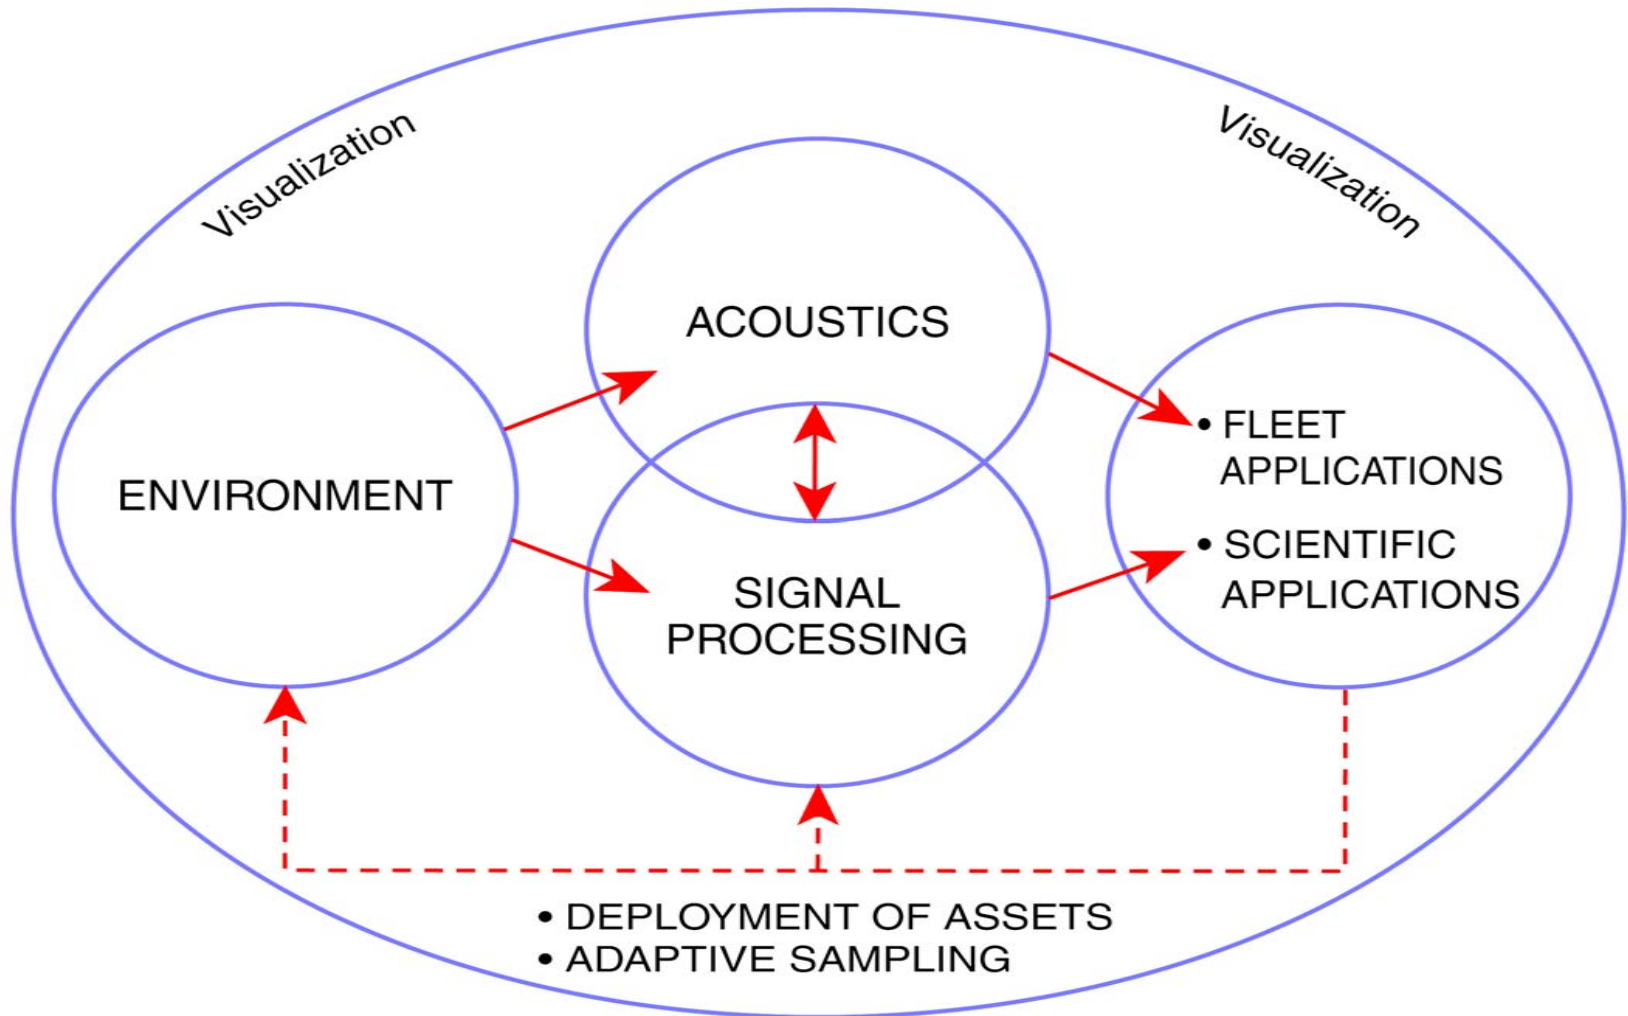 Visualization
Visualization
ACOUSTICS
ENVIRONMENT
SIGNAL
PROCESSING
• FLEET
APPLICATIONS
• SCIENTIFIC
APPLICATIONS
• DEPLOYMENT OF ASSETS
• ADAPTIVE SAMPLING